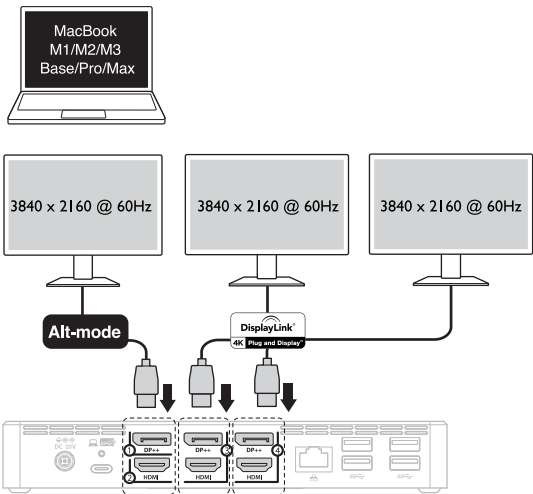 MacBook
M1/M2/M3
Base/Pro/Max
3840 x 2160 @ 60Hz
3840 x 2160 @ 60Hz
3840 x 2160 @ 60Hz
Alt-mode
DisplayLink®
4K Plug and Display™
DC 20V
1 DP++ DP++ 3 DP++ 4
2 HDMI HDMI HDMI